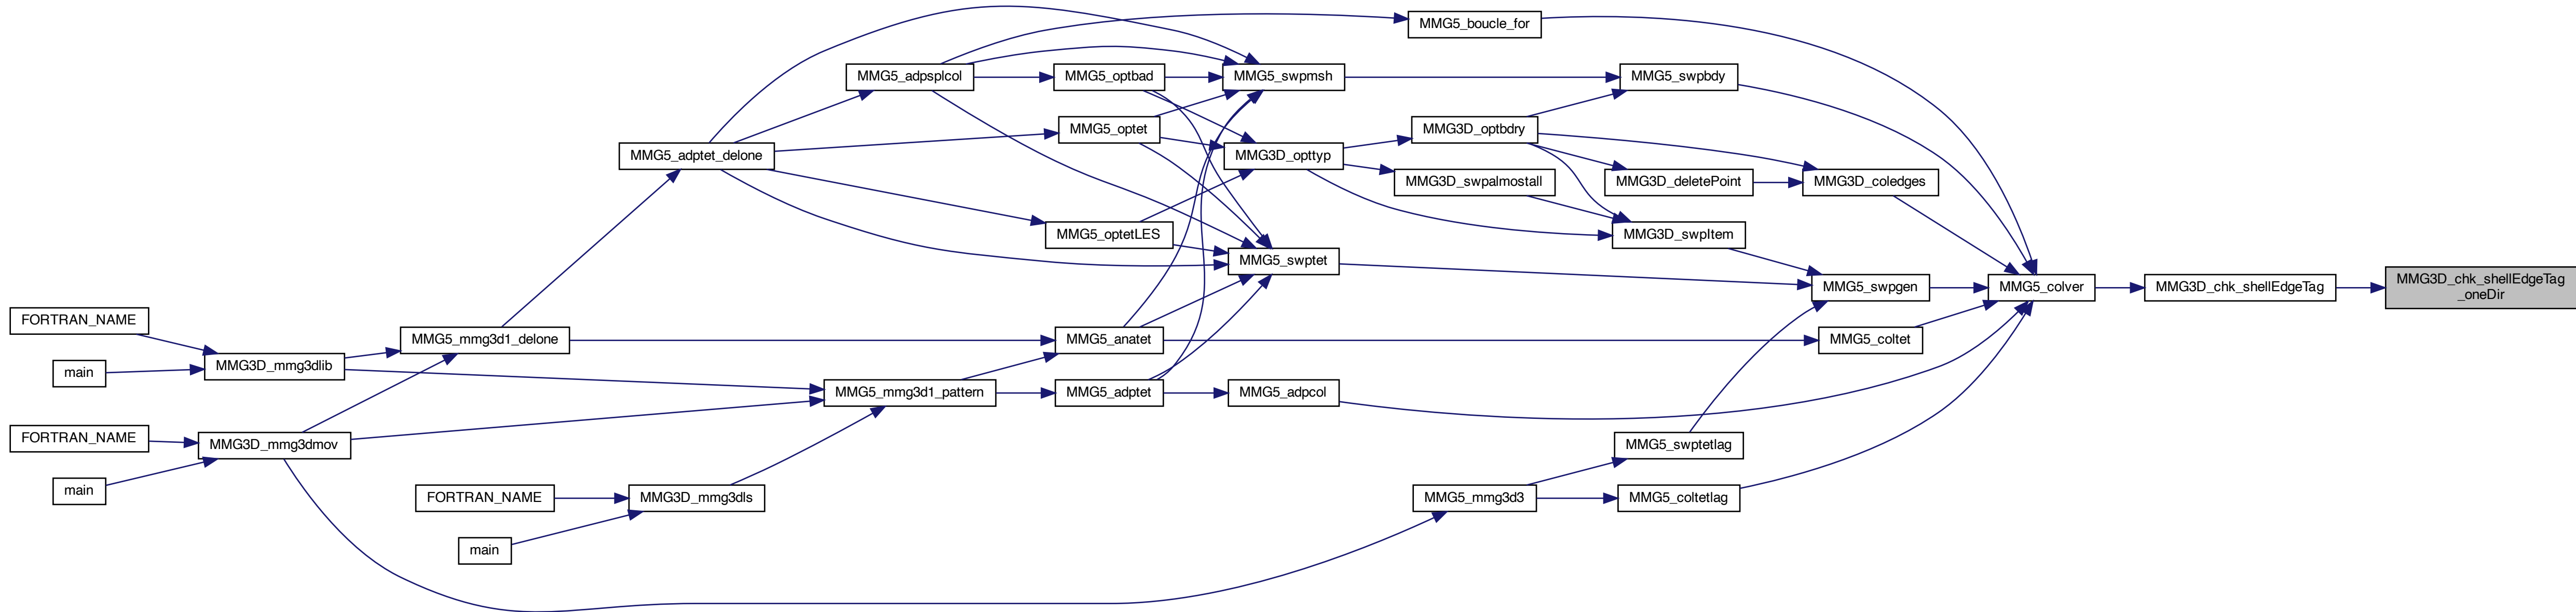 MMG5_boucle_for
MMG5_adpsplcol
MMG5_optbad
MMG5_swpmsh
MMG5_swpbdy
MMG5_optet
MMG3D_optbdry
MMG5_adptet_delone
MMG3D_opttyp
MMG3D_swpalmostall
MMG3D_deletePoint
MMG3D_coledges
MMG5_optetLES
MMG3D_swpItem
MMG5_swptet
MMG5_swpgen
MMG5_colver
MMG3D_chk_shellEdgeTag
MMG3D_chk_shellEdgeTag
_oneDir
FORTRAN_NAME
MMG5_mmg3d1_delone
MMG5_anatet
MMG5_coltet
main
MMG3D_mmg3dlib
MMG5_mmg3d1_pattern
MMG5_adptet
MMG5_adpcol
FORTRAN_NAME
MMG3D_mmg3dmov
MMG5_swptetlag
main
FORTRAN_NAME
MMG3D_mmg3dls
MMG5_mmg3d3
MMG5_coltetlag
main